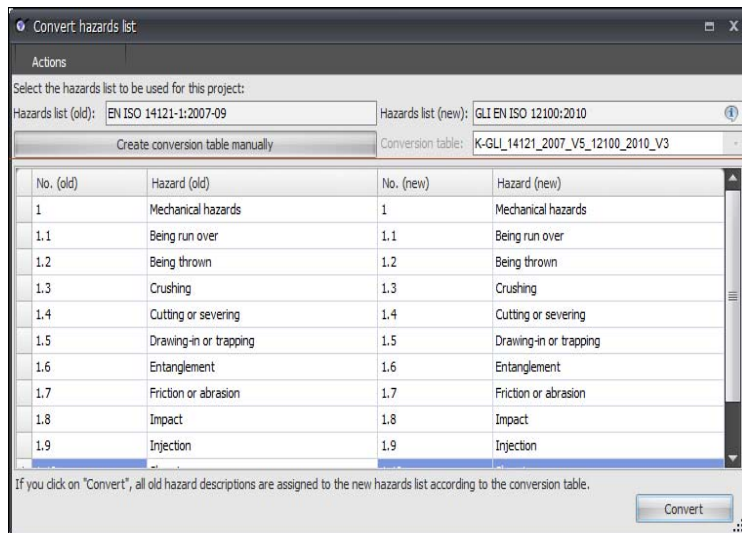 Convert hazards list
Actions
Select the hazards list to be used for this project:
Hazards list (old): EN ISO 14121-1:2007-09 Hazards list (new): GLI EN ISO 12100:2010
Create conversion table manually Conversion table: K-GLI_14121_2007_V5_12100_2010_V3
No. (old) Hazard (old) No. (new) Hazard (new)
1 Mechanical hazards 1 Mechanical hazards
1.1 Being run over 1.1 Being run over
1.2 Being thrown 1.2 Being thrown
1.3 Crushing 1.3 Crushing
1.4 Cutting or severing 1.4 Cutting or severing
1.5 Drawing-in or trapping 1.5 Drawing-in or trapping
1.6 Entanglement 1.6 Entanglement
1.7 Friction or abrasion 1.7 Friction or abrasion
1.8 Impact 1.8 Impact
1.9 Injection 1.9 Injection
If you click on "Convert", all old hazard descriptions are assigned to the new hazards list according to the conversion table.
Convert